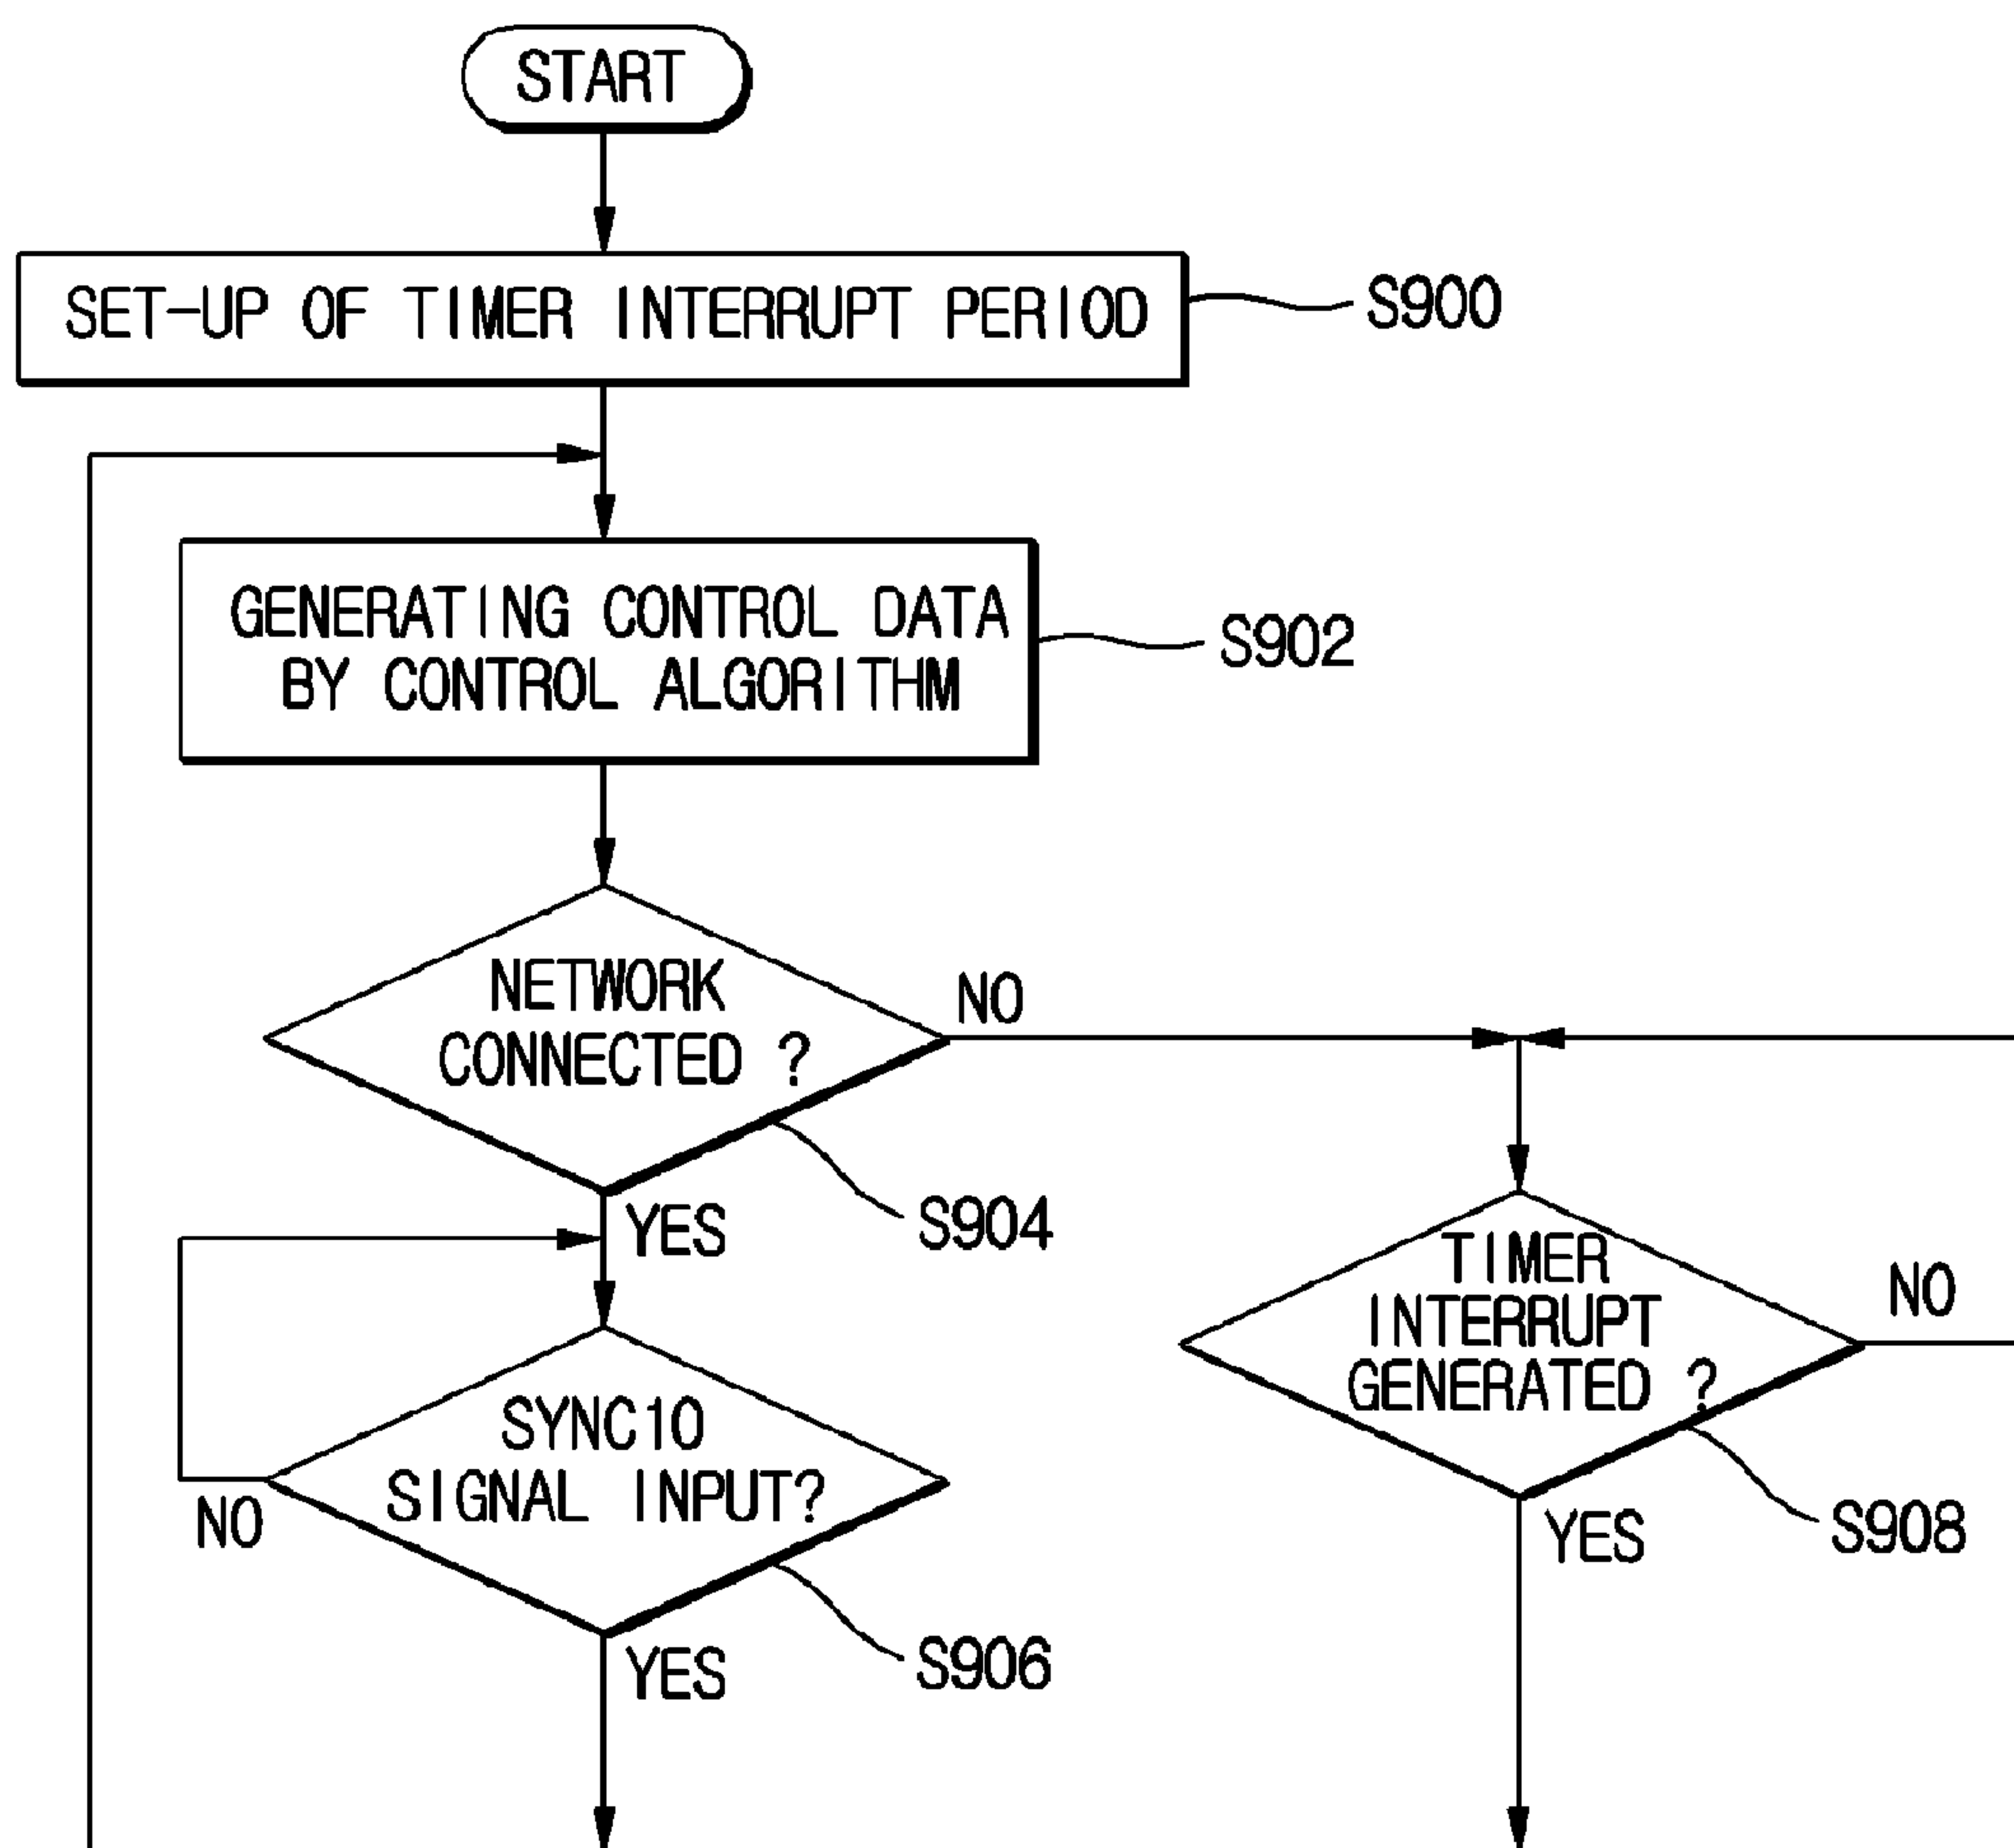 START
SET-UP OF TIMER INTERRUPT PERIOD
S900
GENERATING CONTROL DATA
BY CONTROL ALGORITHM
S902
NETWORK
CONNECTED ?
NO
YES
S904
TIMER
INTERRUPT
GENERATED ?
NO
YES
S908
SYNC10
SIGNAL INPUT?
NO
YES
S906